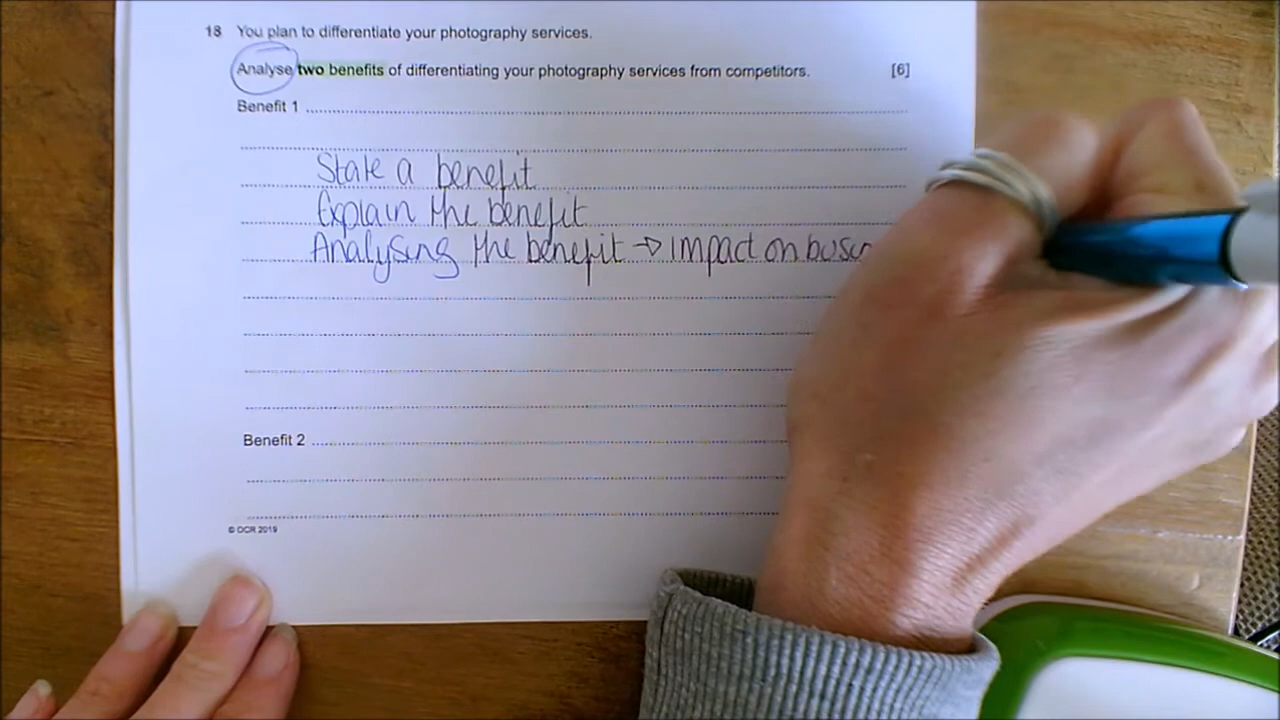 18 You plan to differentiate your photography services.
Analyse two benefits of differentiating your photography services from competitors. [6]
Benefit 1
State a benefit
Explain the benefit
Analysing the benefit → impact on
Benefit 2
© OCR 2019